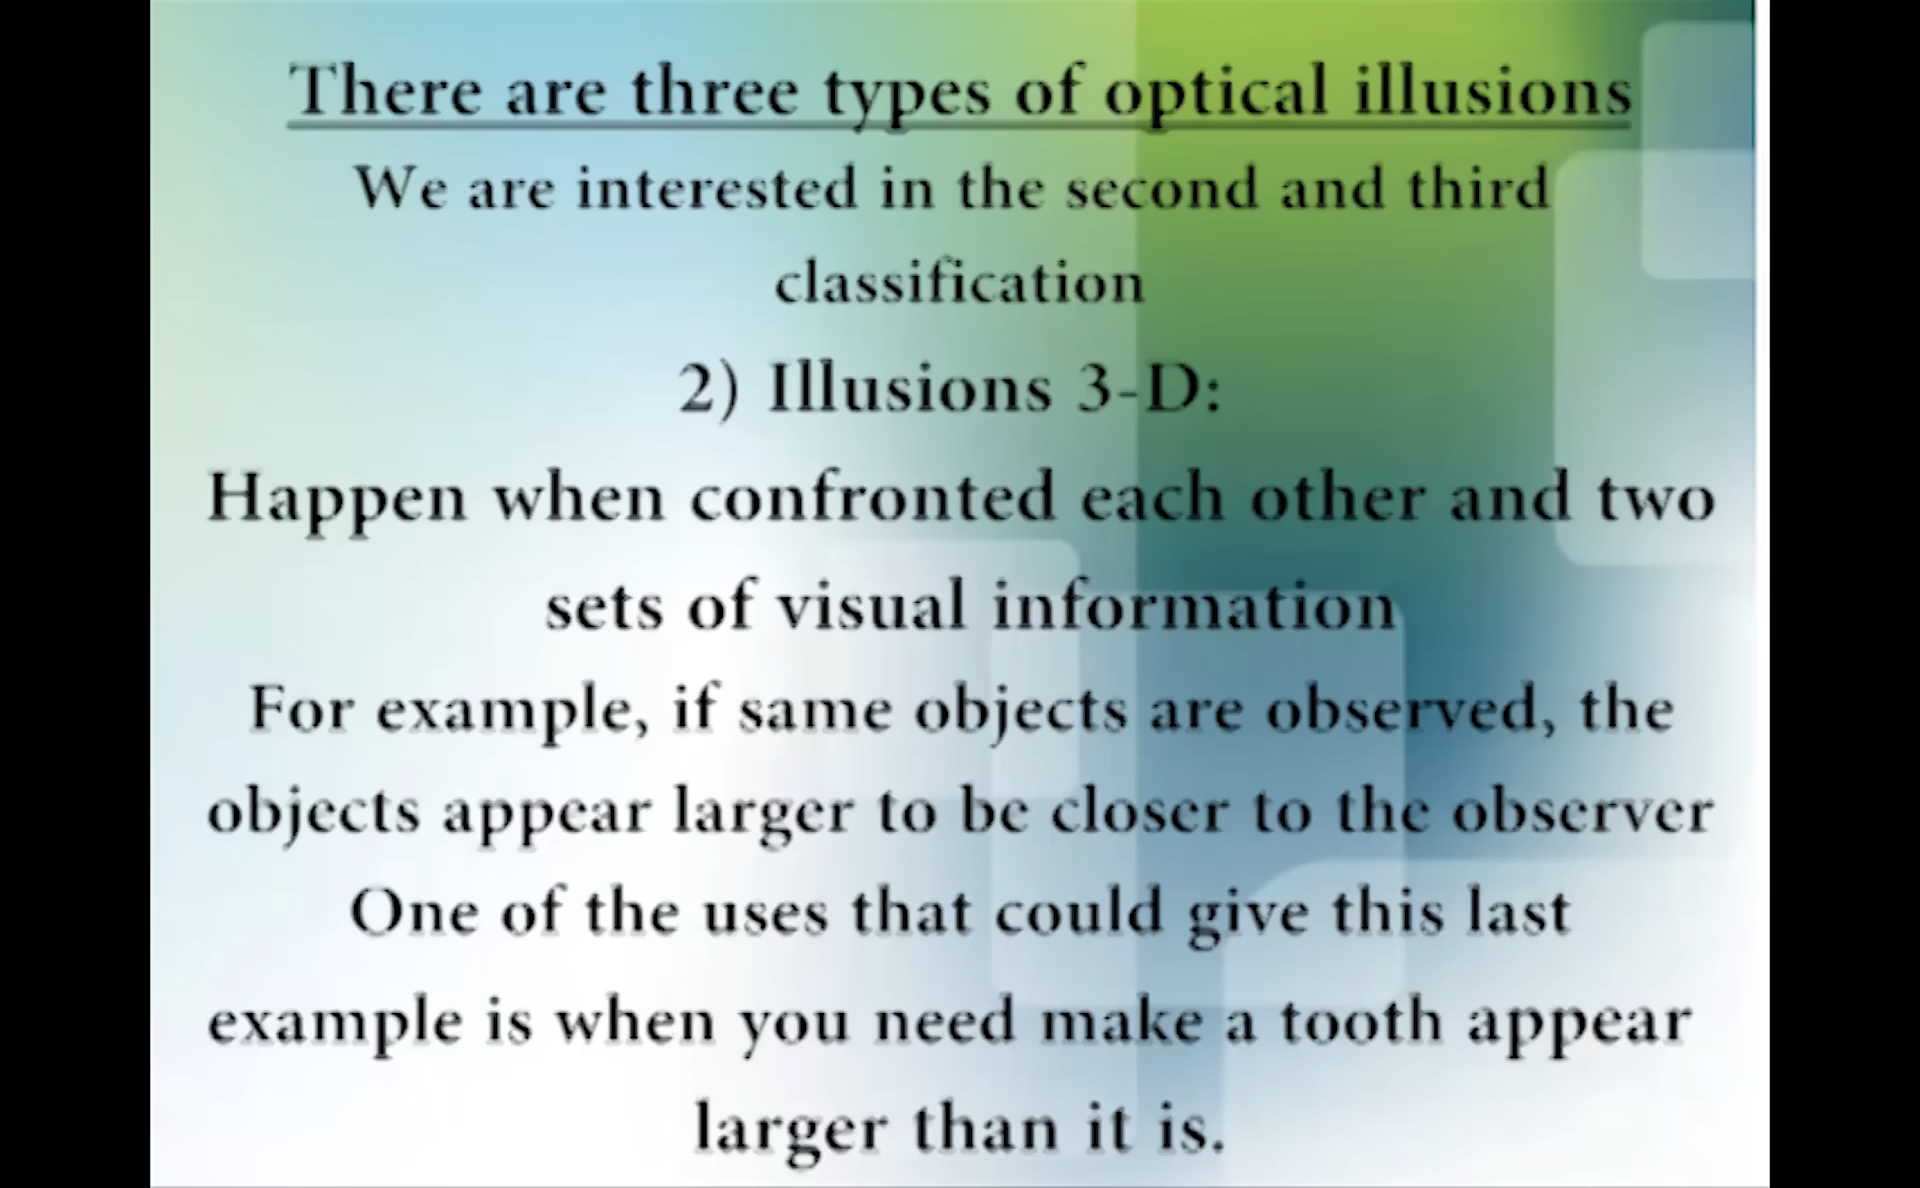 There are three types of optical illusions
We are interested in the second and third
classification
2) Illusions 3-D:
Happen when confronted each other and two
sets of visual information
For example, if same objects are observed, the
objects appear larger to be closer to the observer
One of the uses that could give this last
example is when you need make a tooth appear
larger than it is.